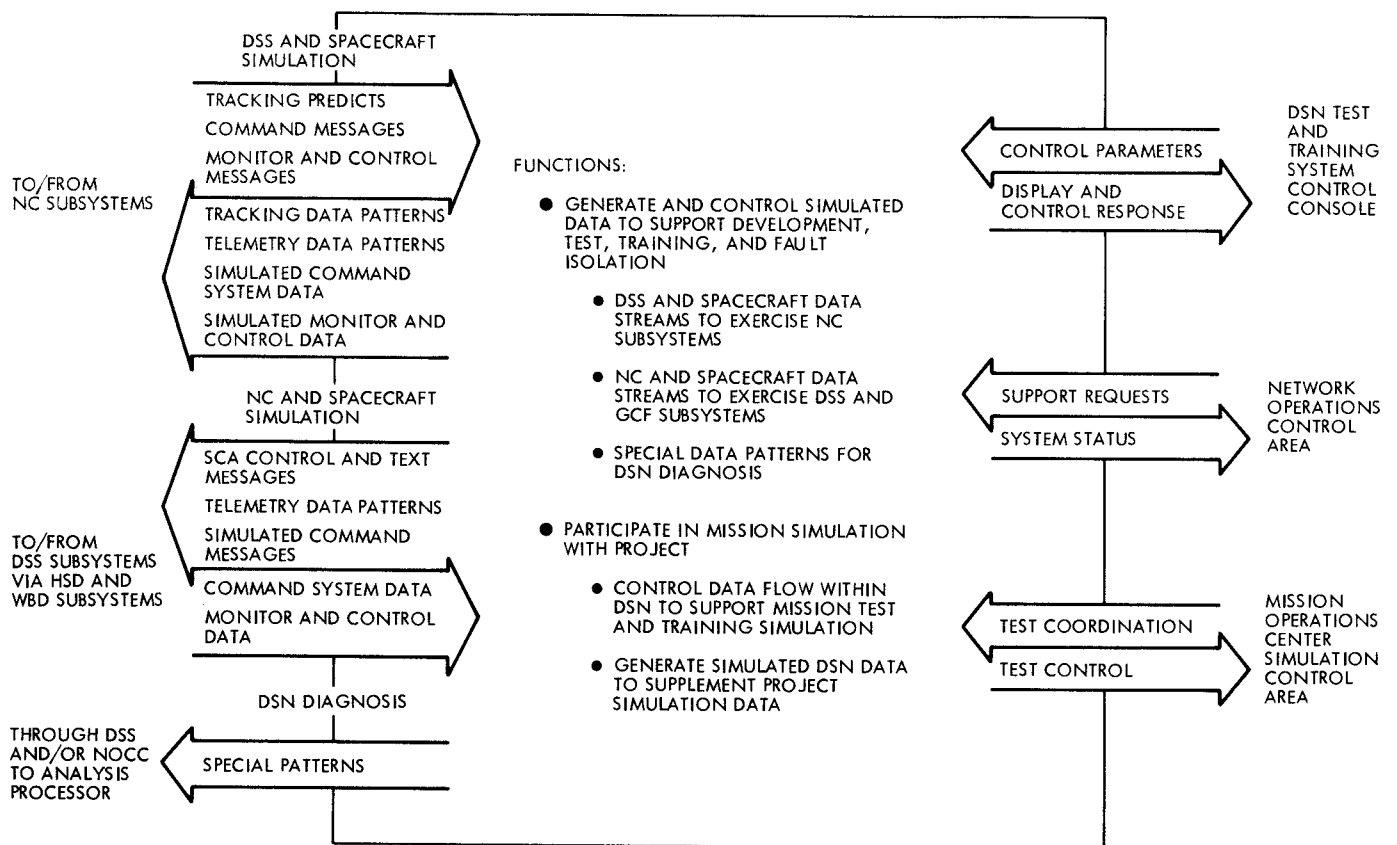 DSS AND SPACECRAFT
SIMULATION
TRACKING PREDICTS
COMMAND MESSAGES
MONITOR AND CONTROL
MESSAGES
TO/FROM
NC SUBSYSTEMS
TRACKING DATA PATTERNS
TELEMETRY DATA PATTERNS
SIMULATED COMMAND
SYSTEM DATA
SIMULATED MONITOR AND
CONTROL DATA
NC AND SPACECRAFT
SIMULATION
SCA CONTROL AND TEXT
MESSAGES
TELEMETRY DATA PATTERNS
SIMULATED COMMAND
MESSAGES
TO/FROM
DSS SUBSYSTEMS
VIA HSD AND
WBD SUBSYSTEMS
COMMAND SYSTEM DATA
MONITOR AND CONTROL
DATA
DSN DIAGNOSIS
THROUGH DSS
AND/OR NOCC
TO ANALYSIS
PROCESSOR
SPECIAL PATTERNS
FUNCTIONS:
● GENERATE AND CONTROL SIMULATED
DATA TO SUPPORT DEVELOPMENT,
TEST, TRAINING, AND FAULT
ISOLATION
● DSS AND SPACECRAFT DATA
STREAMS TO EXERCISE NC
SUBSYSTEMS
● NC AND SPACECRAFT DATA
STREAMS TO EXERCISE DSS AND
GCF SUBSYSTEMS
● SPECIAL DATA PATTERNS FOR
DSN DIAGNOSIS
● PARTICIPATE IN MISSION SIMULATION
WITH PROJECT
● CONTROL DATA FLOW WITHIN
DSN TO SUPPORT MISSION TEST
AND TRAINING SIMULATION
● GENERATE SIMULATED DSN DATA
TO SUPPLEMENT PROJECT
SIMULATION DATA
CONTROL PARAMETERS
DISPLAY AND
CONTROL RESPONSE
DSN TEST
AND
TRAINING
SYSTEM
CONTROL
CONSOLE
SUPPORT REQUESTS
SYSTEM STATUS
NETWORK
OPERATIONS
CONTROL
AREA
TEST COORDINATION
TEST CONTROL
MISSION
OPERATIONS
CENTER
SIMULATION
CONTROL
AREA